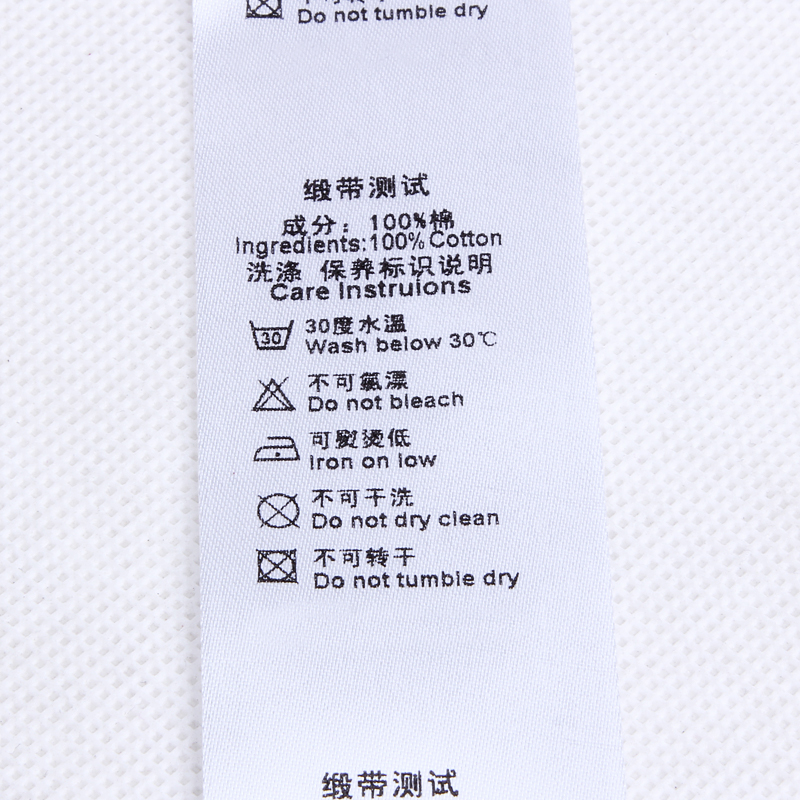 Do not tumble dry
缎带测试
成分：100%棉
Ingredients:100% Cotton
洗涤 保养标识说明
Care Instruions
30
30度水温
Wash below 30℃
不可氯漂
Do not bleach
可熨烫低
Iron on low
不可干洗
Do not dry clean
不可转干
Do not tumble dry
缎带测试